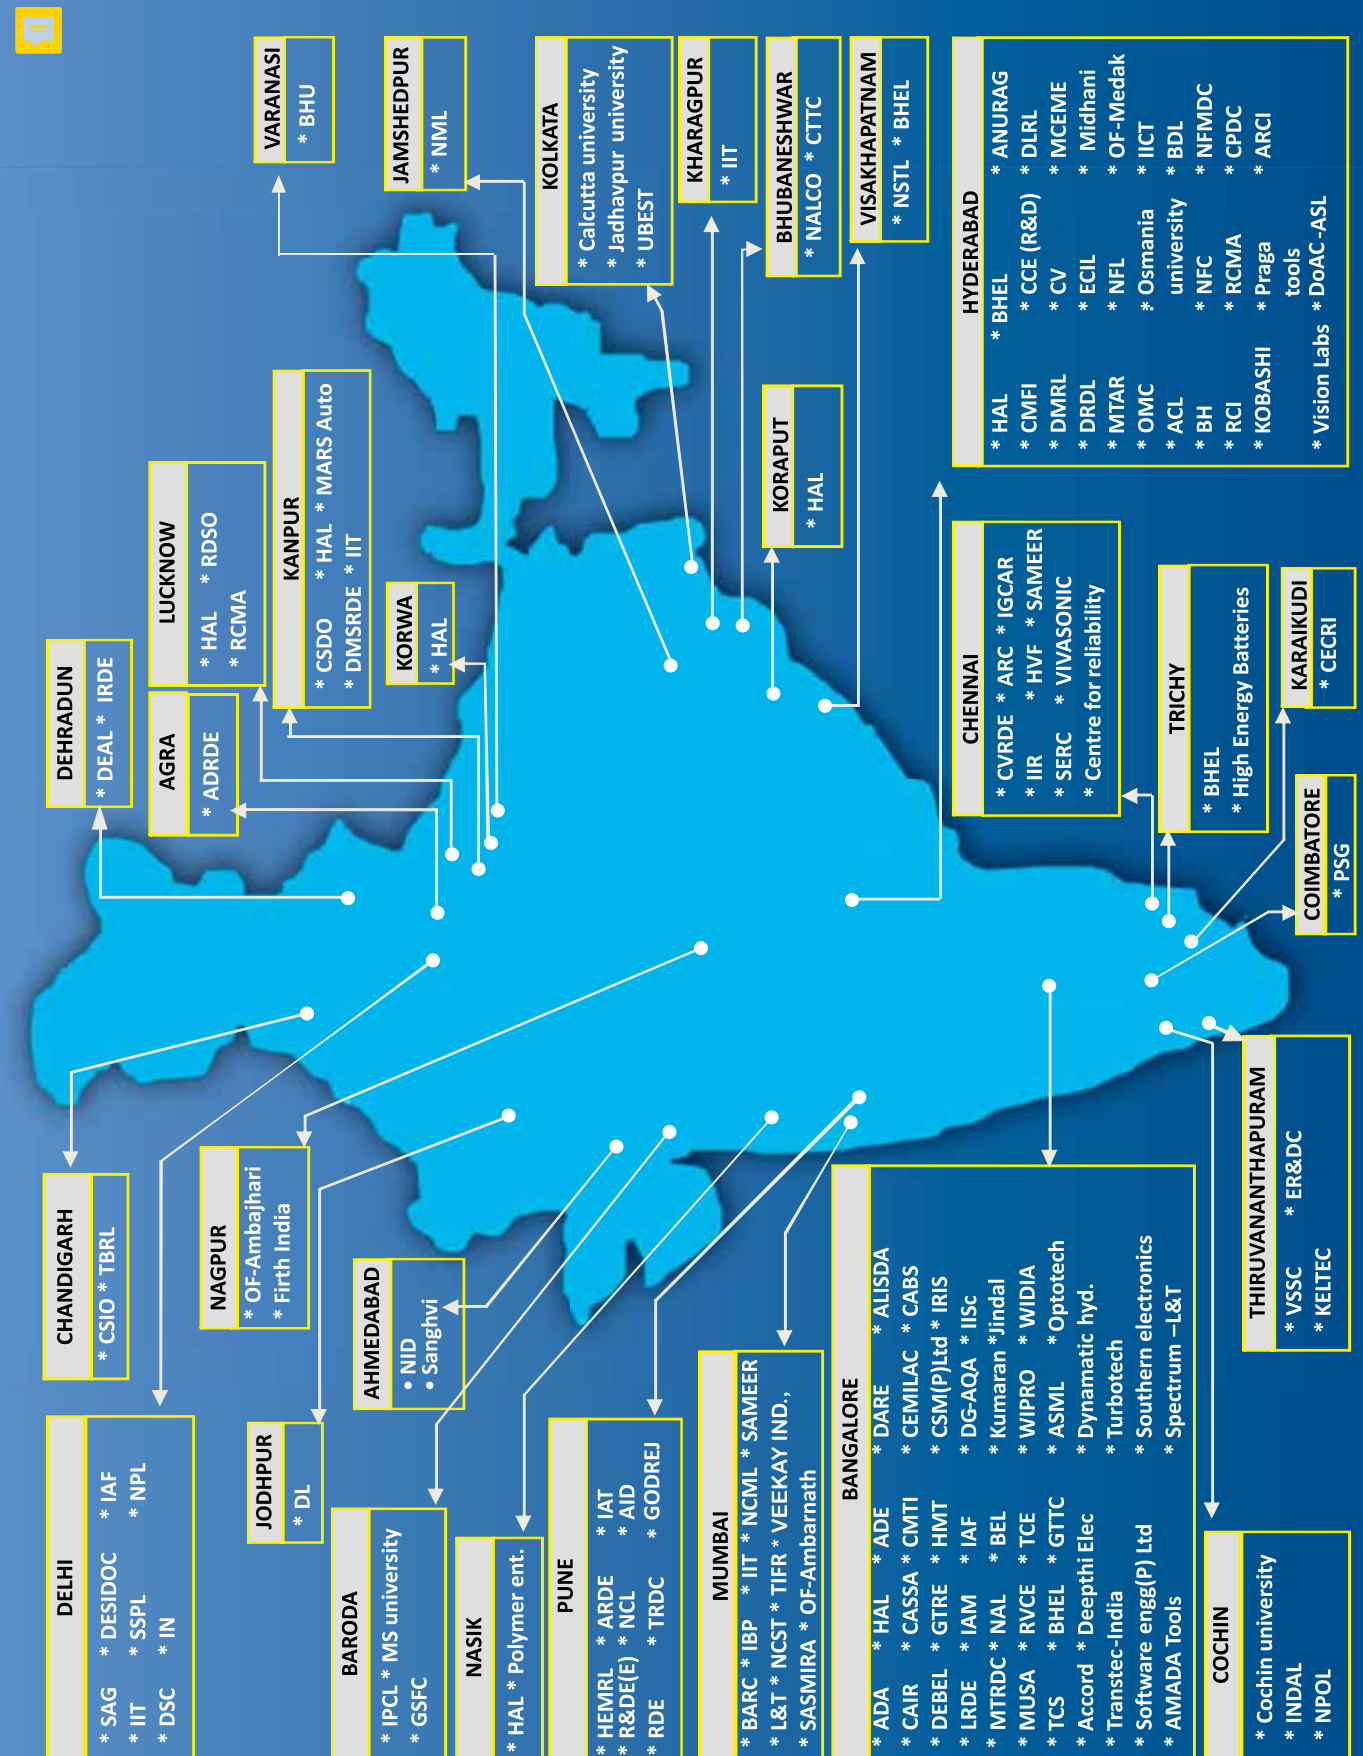 DELHI
* SAG * DESIDOC * IAF
* IIT * SSPL * NPL
* DSC * IN
CHANDIGARH
* CSIO * TBRL
DEHRADUN
* DEAL * IRDE
AGRA
* ADRDE
LUCKNOW
* HAL * RDSO
* RCMA
KANPUR
* CSDO * HAL * MARS Auto
* DMSRDE * IIT
KORWA
* HAL
VARANASI
* BHU
JAMSHEDPUR
* NML
KOLKATA
* Calcutta university
* Jadhavpur university
* UBEST
KHARAGPUR
* IIT
BHUBANESHWAR
* NALCO * CTTC
VISAKHAPATNAM
* NSTL * BHEL
KORAPUT
* HAL
HYDERABAD
* HAL * BHEL * ANURAG
* CMFI * CCE (R&D) * DLRL
* DMRL * CV * MCEME
* DRDL * ECIL * Midhani
* MTAR * NFL * OF-Medak
* OMC * Osmania * IICT
* ACL university * BDL
* BH * NFC * NFMDC
* RCI * RCMA * CPDC
* KOBASHI * Praga * ARCI
tools
* Vision Labs * DoAC -ASL
CHENNAI
* CVRDE * ARC * IGCAR
* IIR * HVF * SAMEER
* SERC * VIVASONIC
* Centre for reliability
TRICHY
* BHEL
* High Energy Batteries
KARAIKUDI
* CECRI
COIMBATORE
* PSG
THIRUVANANTHAPURAM
* VSSC * ER&DC
* KELTEC
COCHIN
* Cochin university
* INDAL
* NPOL
BANGALORE
* ADA * HAL * ADE * DARE * ALISDA
* CAIR * CASSA * CMTI * CEMILAC * CABS
* DEBEL * GTRE * HMT * CSM(P)Ltd * IRIS
* LRDE * IAM * IAF * DG-AQA * IISc
* MTRDC * NAL * BEL * Kumaran *Jindal
* MUSA * RVCE * TCE * WIPRO * WIDIA
* TCS * BHEL * GTTC * ASML *Optotech
* Accord * Deepthi Elec * Dynamatic hyd.
* Transtec-India * Turbotech
* Software engg(P) Ltd * Southern electronics
* AMADA Tools * Spectrum –L&T
MUMBAI
* BARC * IBP * IIT * NCML * SAMEER
* L&T * NCST * TIFR * VEEKAY IND.,
* SASMIRA * OF-Ambarnath
PUNE
* HEMRL * ARDE * IAT
* R&DE(E) * NCL * AID
* RDE * TRDC * GODREJ
NASIK
* HAL * Polymer ent.
BARODA
* IPCL * MS university
* GSFC
JODHPUR
* DL
AHMEDABAD
• NID
• Sanghvi
NAGPUR
* OF-Ambajhari
* Firth India